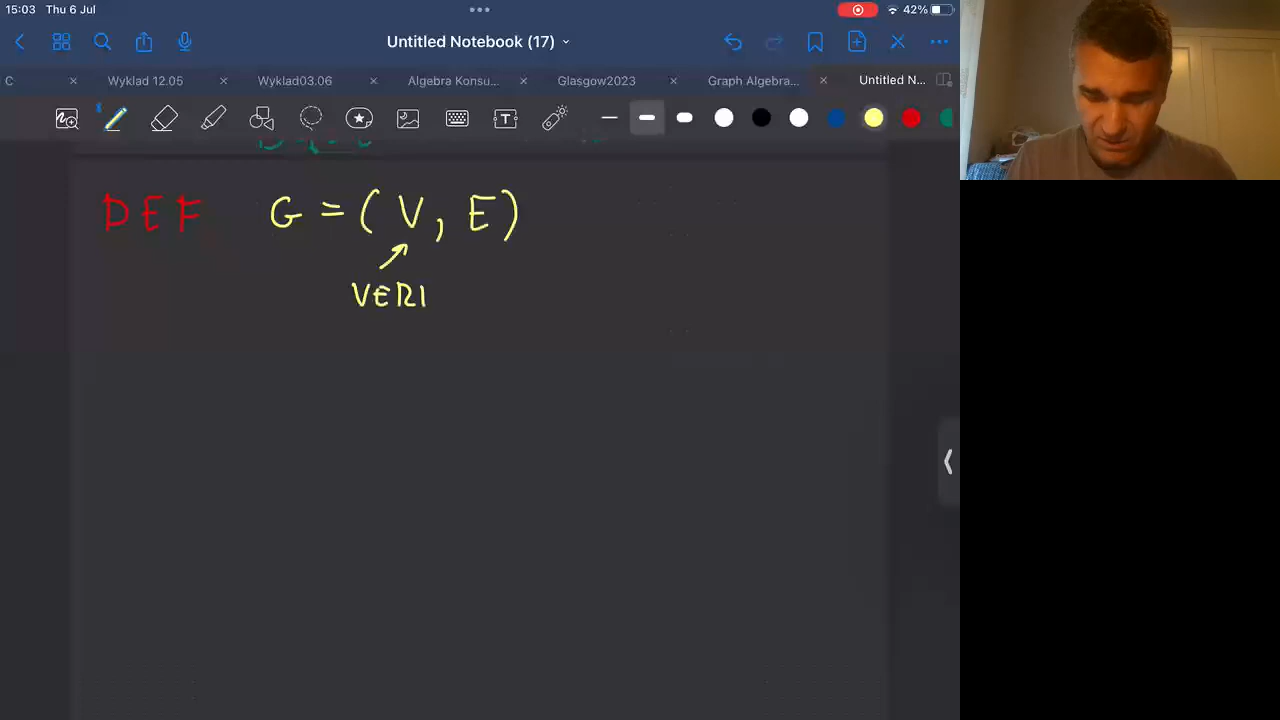 15:03 Thu 6 Jul 42%
Untitled Notebook (17)
C Wyklad 12.05 Wyklad03.06 Algebra Konsu... Glasgow2023 Graph Algebra... Untitled N...
T
DEF G = (V, E)
VERT